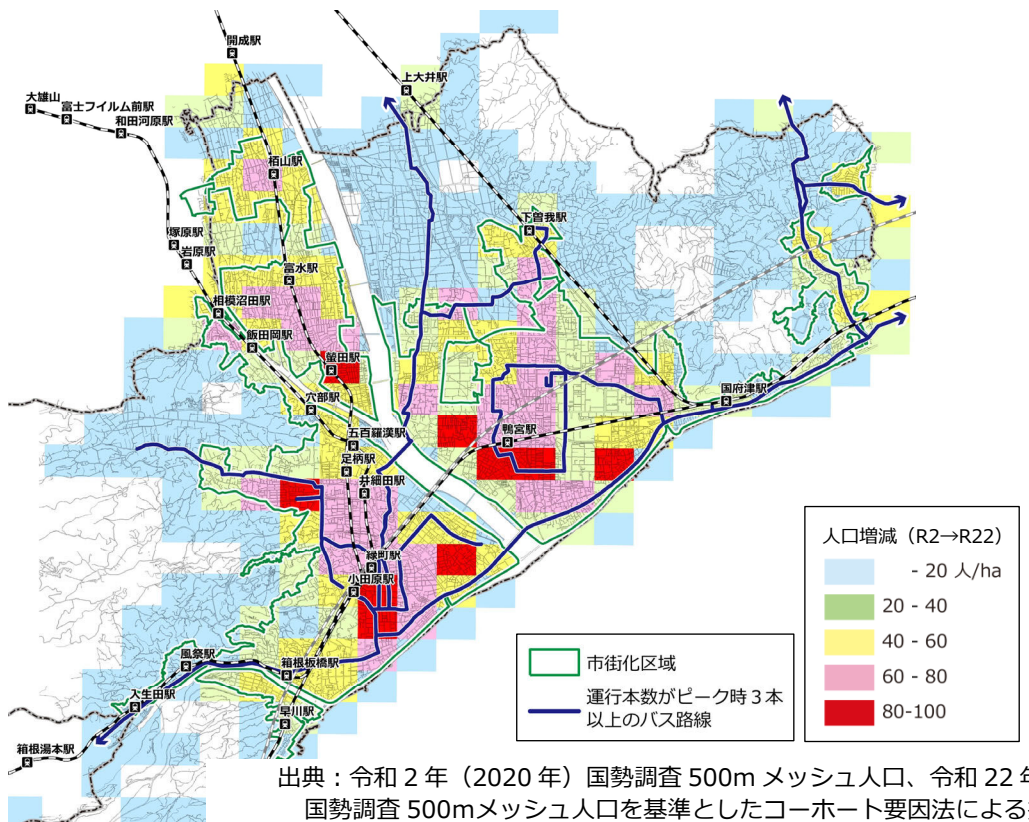 開成駅
上大井駅
大雄山
富士フイルム前駅
和田河原駅
栢山駅
塚原駅
下曽我駅
岩原駅
富水駅
相模沼田駅
飯田岡駅
螢田駅
国府津駅
穴部駅
五百羅漢駅
鴨宮駅
足柄駅
井細田駅
緑町駅
小田原駅
風祭駅
箱根板橋駅
入生田駅
早川駅
箱根湯本駅
人口増減（R2→R22）
- 20 人/ha
20 - 40
40 - 60
60 - 80
80-100
市街化区域
運行本数がピーク時３本
以上のバス路線
出典：令和２年（2020 年）国勢調査 500m メッシュ人口、令和 22 年
国勢調査 500mメッシュ人口を基準としたコーホート要因法による